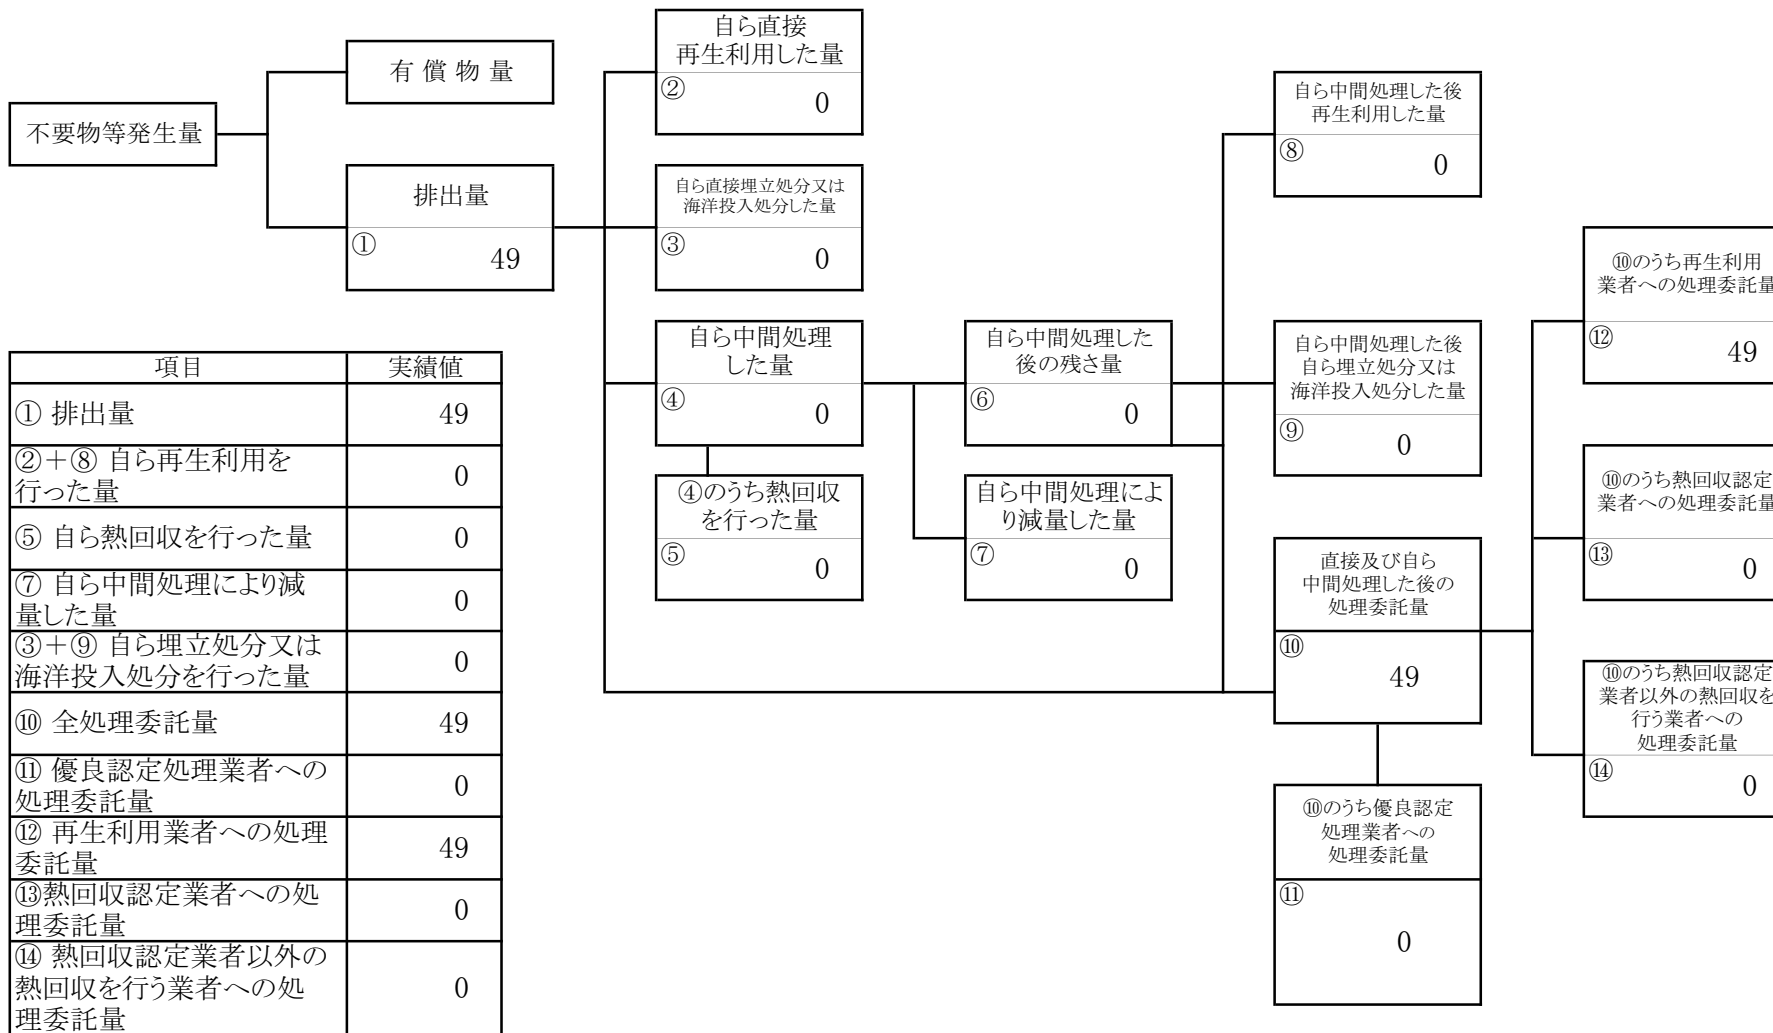 不要物等発生量
有償物量
排出量
①
49
自ら直接
再生利用した量
②
0
自ら直接埋立処分又は
海洋投入処分した量
③
0
自ら中間処理
した量
④
0
④のうち熱回収
を行った量
⑤
0
自ら中間処理した
後の残さ量
⑥
0
自ら中間処理によ
り減量した量
⑦
0
自ら中間処理した後
再生利用した量
⑧
0
自ら中間処理した後
自ら埋立処分又は
海洋投入処分した量
⑨
0
直接及び自ら
中間処理した後の
処理委託量
⑩
49
⑩のうち優良認定
処理業者への
処理委託量
⑪
0
⑩のうち再生利用
業者への処理委託量
⑫
49
⑩のうち熱回収認定
業者への処理委託量
⑬
0
⑩のうち熱回収認定
業者以外の熱回収を
行う業者への
処理委託量
⑭
0
項目 実績値
① 排出量 49
②＋⑧ 自ら再生利用を
行った量 0
⑤ 自ら熱回収を行った量 0
⑦ 自ら中間処理により減
量した量 0
③＋⑨ 自ら埋立処分又は
海洋投入処分を行った量 0
⑩ 全処理委託量 49
⑪ 優良認定処理業者への
処理委託量 0
⑫ 再生利用業者への処理
委託量 49
⑬熱回収認定業者への処
理委託量 0
⑭ 熱回収認定業者以外の
熱回収を行う業者への処
理委託量 0